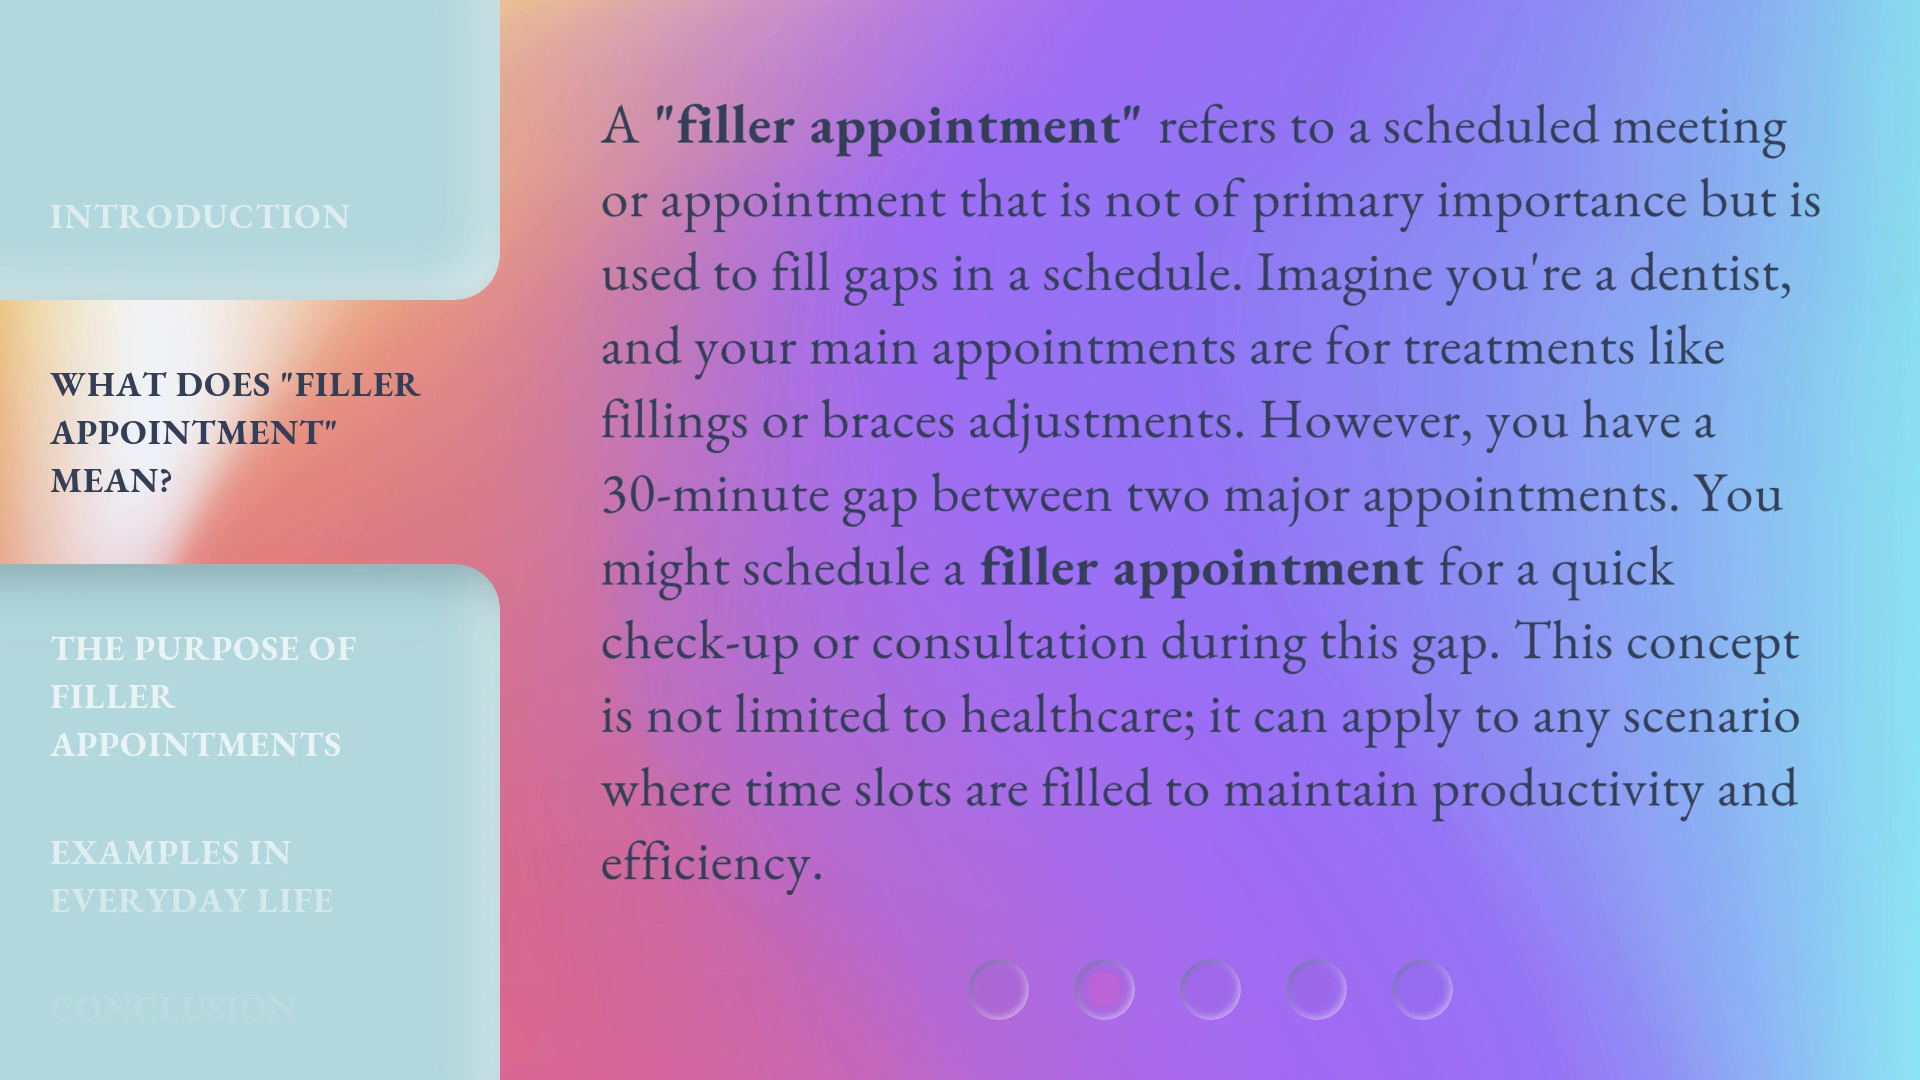 INTRODUCTION
WHAT DOES "FILLER
APPOINTMENT"
MEAN?
THE PURPOSE OF
FILLER
APPOINTMENTS
EXAMPLES IN
EVERYDAY LIFE
CONCLUSION
A "filler appointment" refers to a scheduled meeting
or appointment that is not of primary importance but is
used to fill gaps in a schedule. Imagine you're a dentist,
and your main appointments are for treatments like
fillings or braces adjustments. However, you have a
30-minute gap between two major appointments. You
might schedule a filler appointment for a quick
check-up or consultation during this gap. This concept
is not limited to healthcare; it can apply to any scenario
where time slots are filled to maintain productivity and
efficiency.